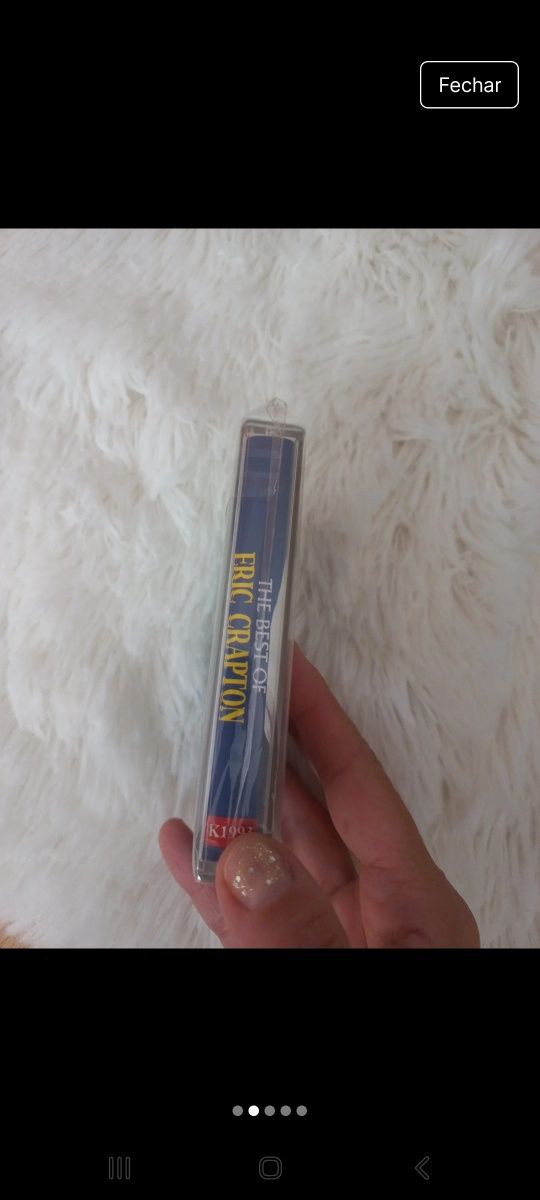 Fechar
THE BEST OF
ERIC CRAPTON